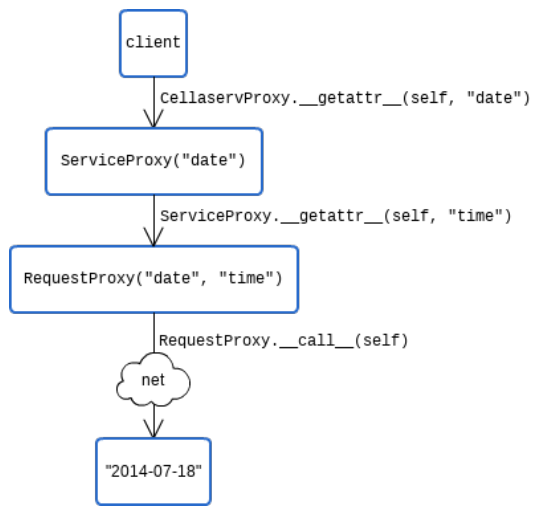 client
CellaservProxy.__getattr__(self, "date")
ServiceProxy("date")
ServiceProxy.__getattr__(self, "time")
RequestProxy("date", "time")
RequestProxy.__call__(self)
net
"2014-07-18"